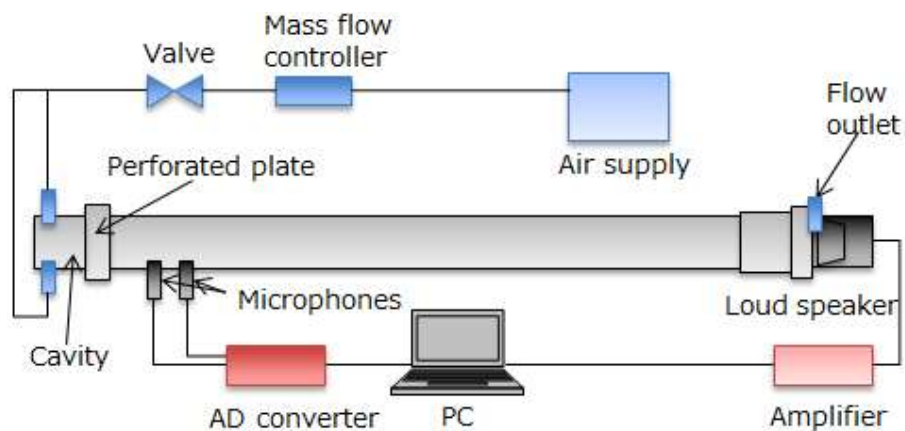 Mass flow
controller
Valve
Flow
outlet
Air supply
Perforated plate
Microphones
Loud speaker
Cavity
AD converter
PC
Amplifier